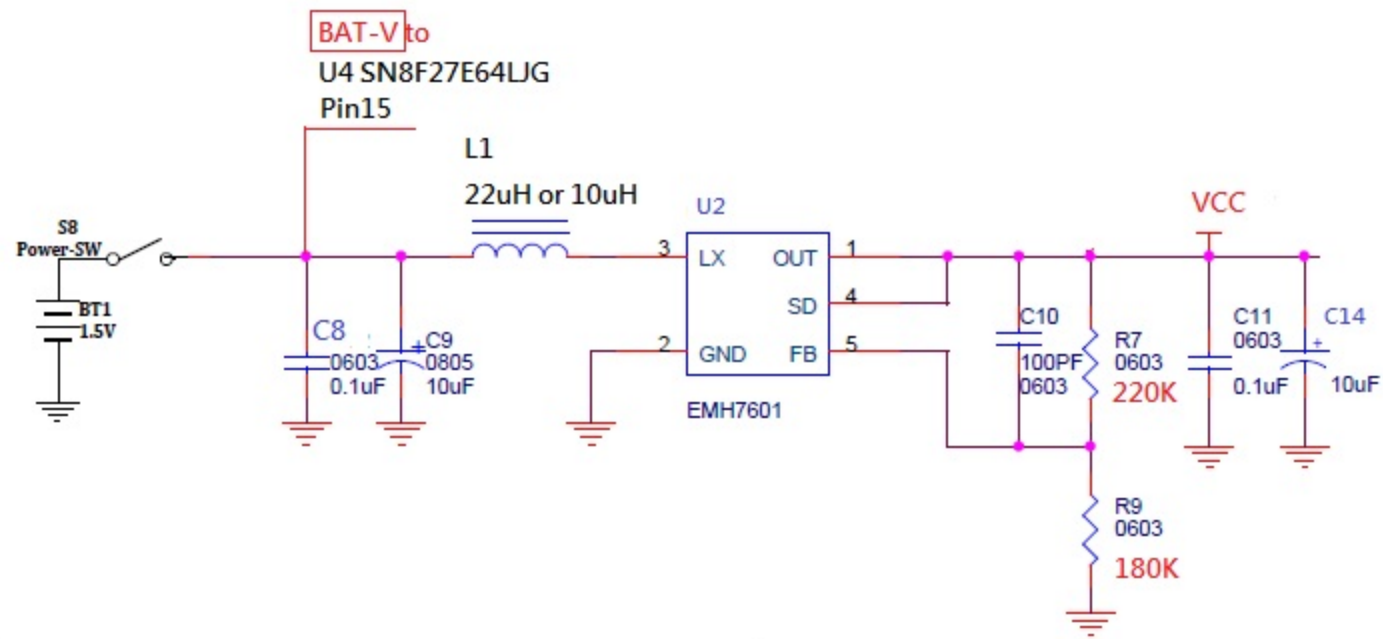 BAT-V to
U4 SN8F27E64LJG
Pin15
L1
22uH or 10uH
S8
Power-SW
BT1
1.5V
C8
0603
0.1uF
+
C9
0805
10uF
U2
3
LX
OUT
1
SD
4
2
GND
FB
5
EMH7601
VCC
C10
100PF
0603
R7
0603
220K
C11
0603
0.1uF
C14
+
10uF
R9
0603
180K